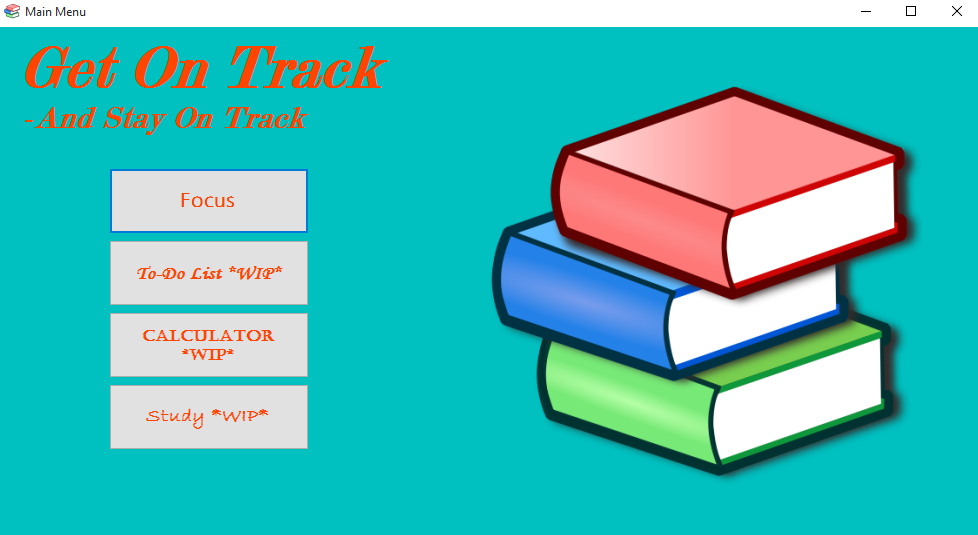 Main Menu
Get On Track
-And Stay On Track
Focus
To-Do List *WIP*
CALCULATOR
*WIP*
Study *WIP*